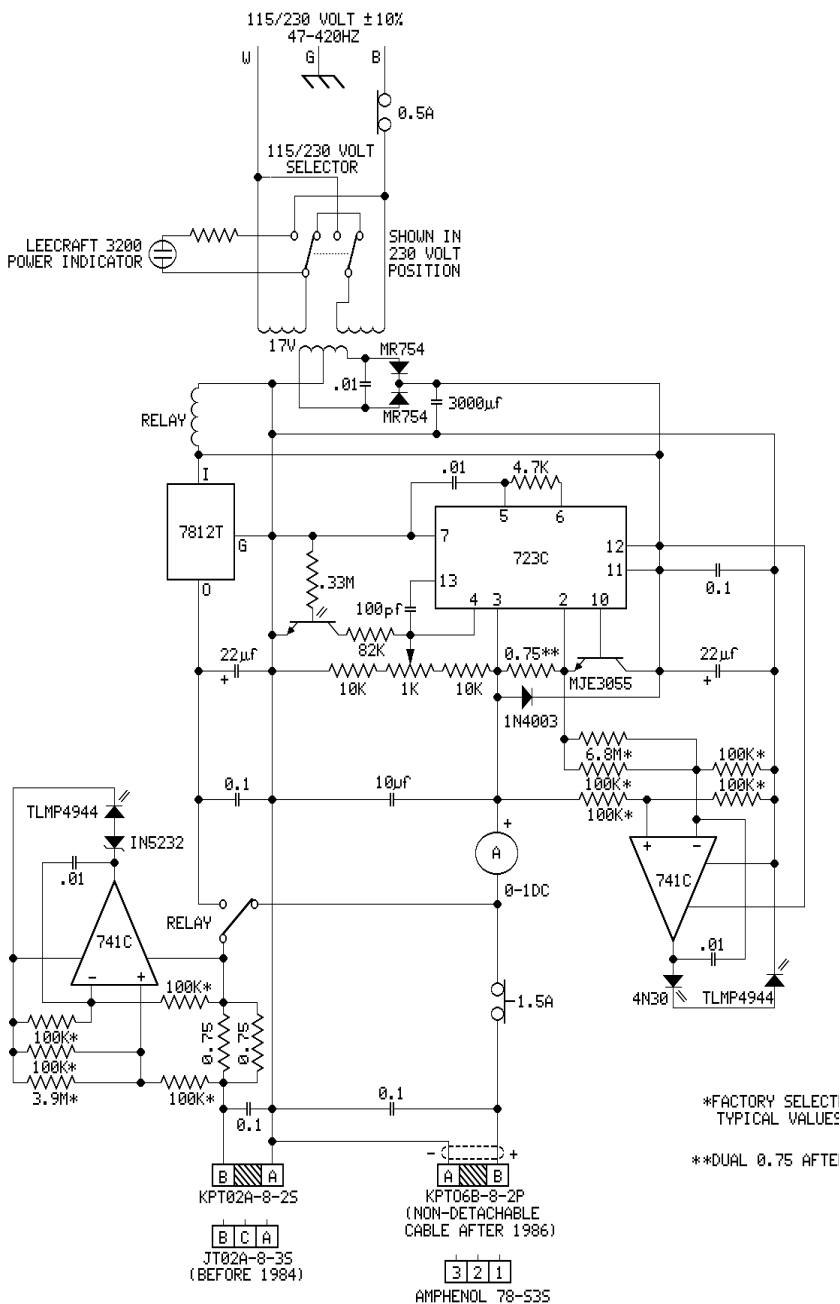 115/230 VOLT ±10%
47-420HZ
W
G
B
0.5A
115/230 VOLT
SELECTOR
LEECRAFT 3200
POWER INDICATOR
SHOWN IN
230 VOLT
POSITION
17V
MR754
.01
MR754
3000µf
RELAY
I
7812T
G
O
.01
4.7K
5
6
7
723C
12
11
13
4
3
2
10
0.1
.33M
100pf
82K
22µf
+
10K
1K
10K
0.75**
MJE3055
22µf
+
1N4003
6.8M*
100K*
100K*
100K*
100K*
0.1
10µf
+
A
0-1DC
+
−
741C
.01
4N30
TLMP4944
TLMP4944
IN5232
.01
741C
−
+
RELAY
100K*
100K*
100K*
3.9M*
100K*
0.75
0.75
1.5A
0.1
0.1
−
+
B
A
KPT02A-8-2S
A
B
KPT06B-8-2P
(NON-DETACHABLE
CABLE AFTER 1986)
B
C
A
JT02A-8-3S
(BEFORE 1984)
3
2
1
AMPHENOL 78-S3S
*FACTORY SELECT
TYPICAL VALUES
**DUAL 0.75 AFTE